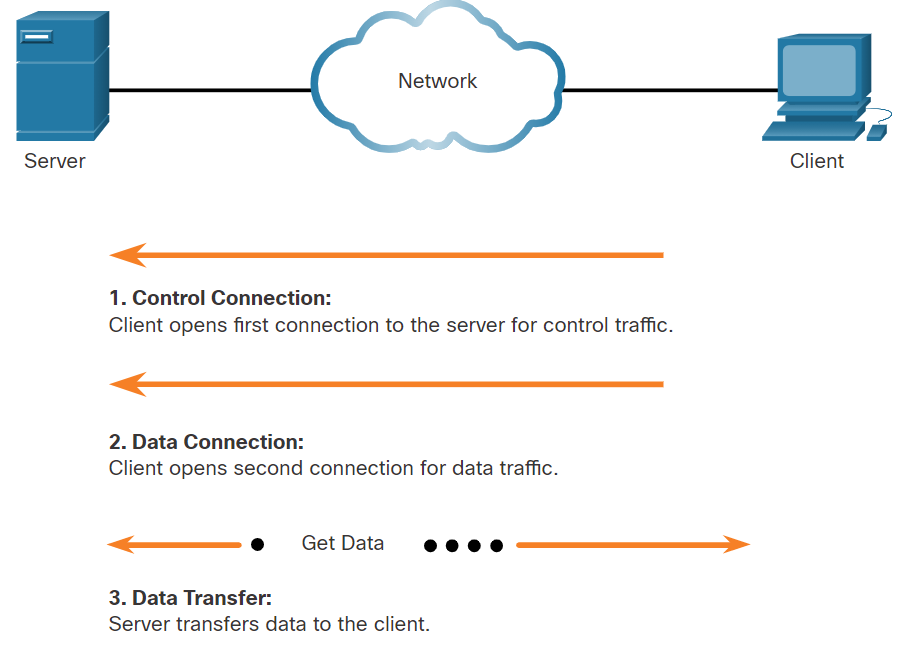 Network
Server
Client
1. Control Connection:
Client opens first connection to the server for control traffic.
2. Data Connection:
Client opens second connection for data traffic.
Get Data
3. Data Transfer:
Server transfers data to the client.